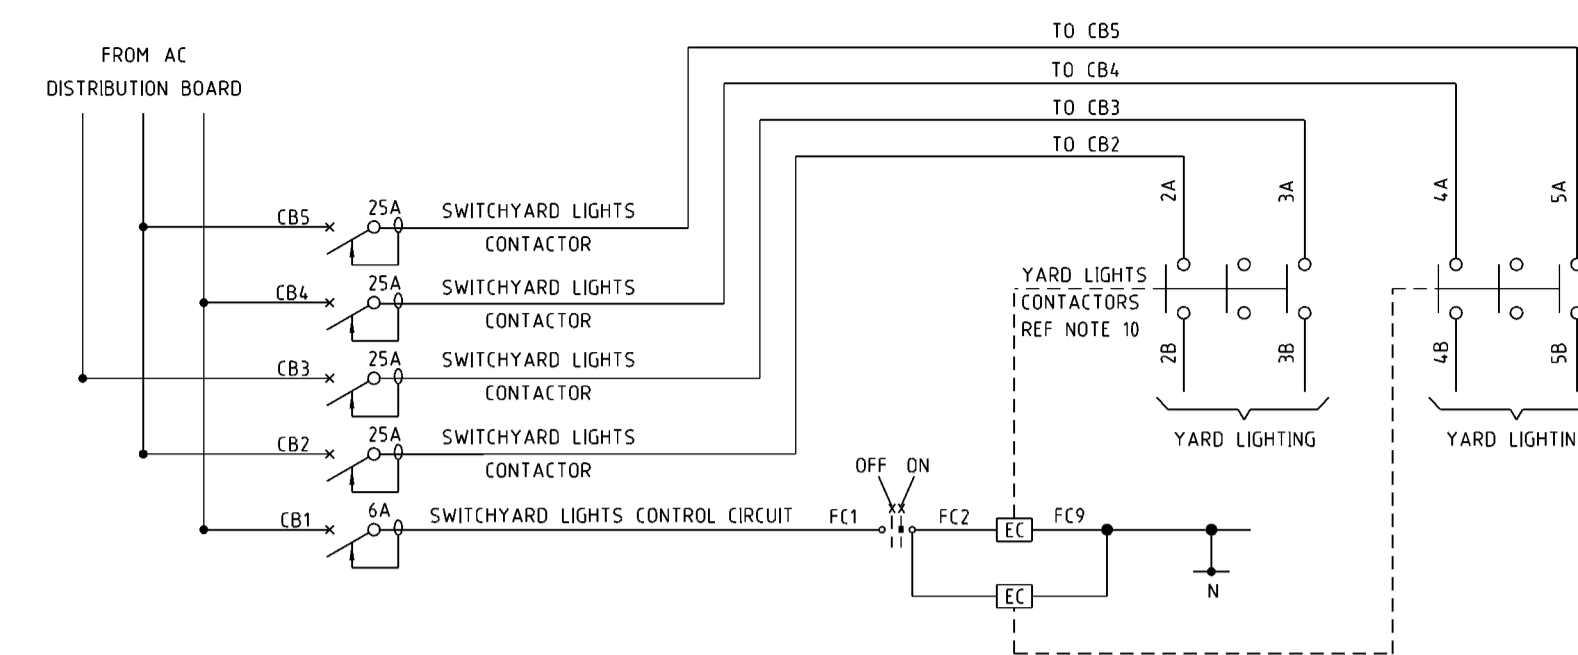 FROM AC
DISTRIBUTION BOARD
TO CB5
TO CB4
TO CB3
TO CB2
CB5
25A
SWITCHYARD LIGHTS
CONTACTOR
CB4
25A
SWITCHYARD LIGHTS
CONTACTOR
CB3
25A
SWITCHYARD LIGHTS
CONTACTOR
CB2
25A
SWITCHYARD LIGHTS
CONTACTOR
CB1
6A
SWITCHYARD LIGHTS CONTROL CIRCUIT
FC1
OFF ON
FC2
EC
FC9
EC
N
YARD LIGHTS
CONTACTORS
REF NOTE 10
2A
3A
4A
5A
2B
3B
4B
5B
YARD LIGHTING
YARD LIGHTIN